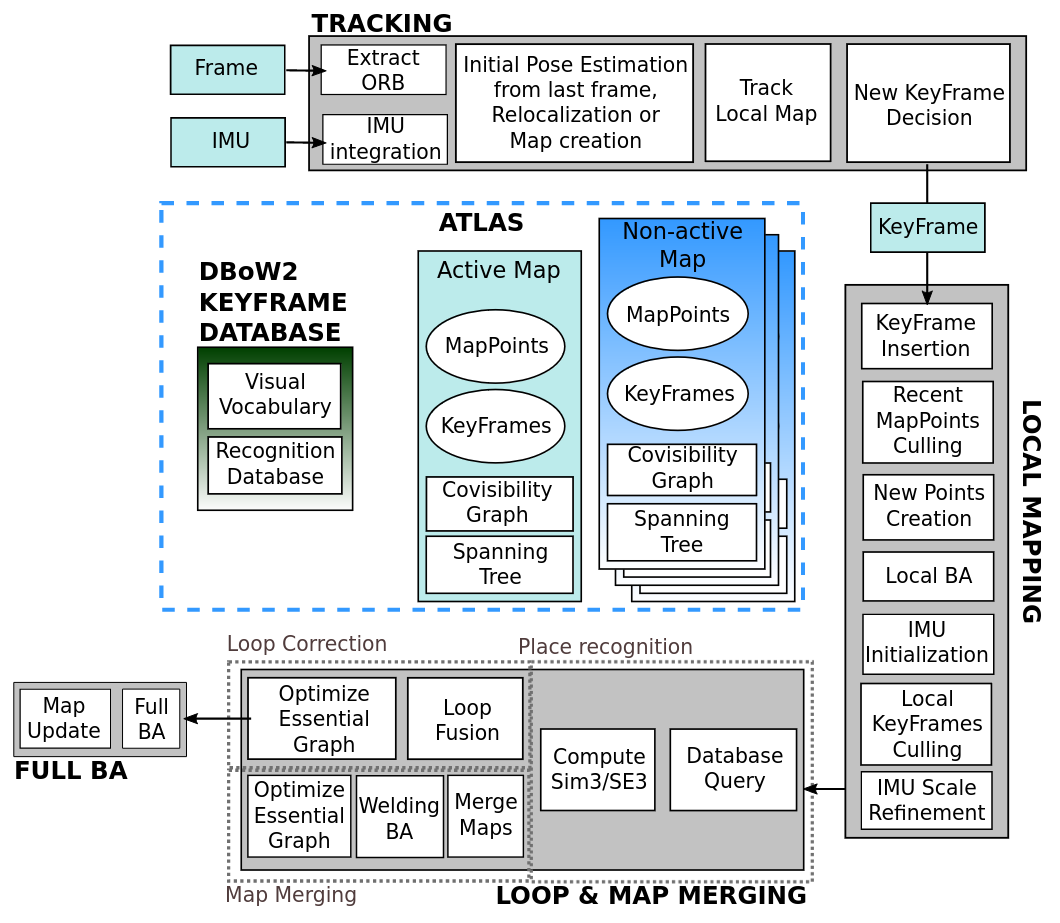 TRACKING
Frame
Extract
ORB
IMU
IMU
integration
Initial Pose Estimation
from last frame,
Relocalization or
Map creation
Track
Local Map
New KeyFrame
Decision
KeyFrame
ATLAS
DBoW2
KEYFRAME
DATABASE
Visual
Vocabulary
Recognition
Database
Active Map
MapPoints
KeyFrames
Covisibility
Graph
Spanning
Tree
Non-active
Map
MapPoints
KeyFrames
Covisibility
Graph
Spanning
Tree
KeyFrame
Insertion
Recent
MapPoints
Culling
New Points
Creation
Local BA
IMU
Initialization
Local
KeyFrames
Culling
IMU Scale
Refinement
LOCAL MAPPING
Loop Correction
Place recognition
Map
Update
Full
BA
FULL BA
Optimize
Essential
Graph
Loop
Fusion
Compute
Sim3/SE3
Database
Query
Optimize
Essential
Graph
Welding
BA
Merge
Maps
Map Merging
LOOP & MAP MERGING